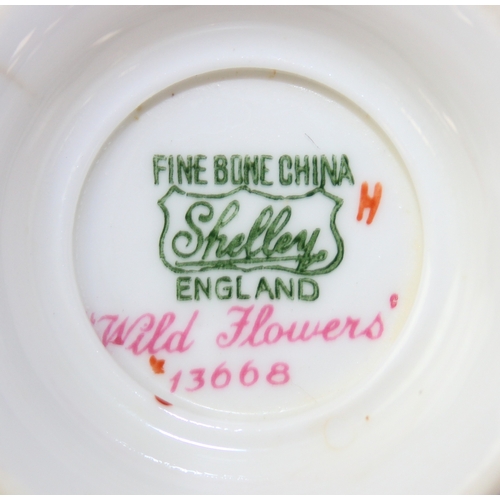 FINE BONE CHINA
H
Shelley
ENGLAND
"Wild Flowers"
13668